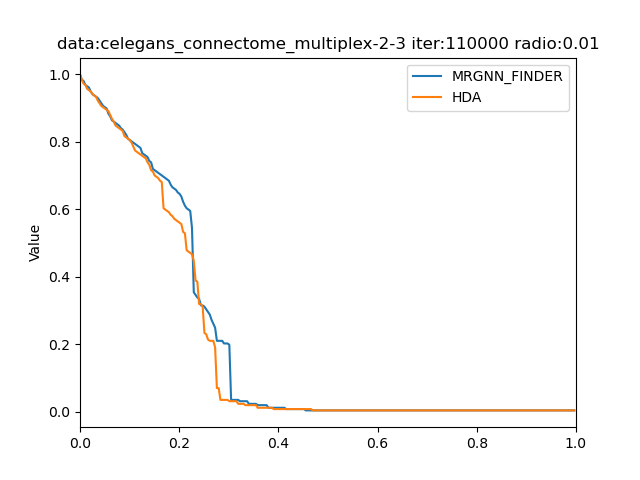 data:celegans_connectome_multiplex-2-3 iter:110000 radio:0.01
MRGNN_FINDER
HDA
Value
1.0
0.8
0.6
0.4
0.2
0.0
0.0 0.2 0.4 0.6 0.8 1.0